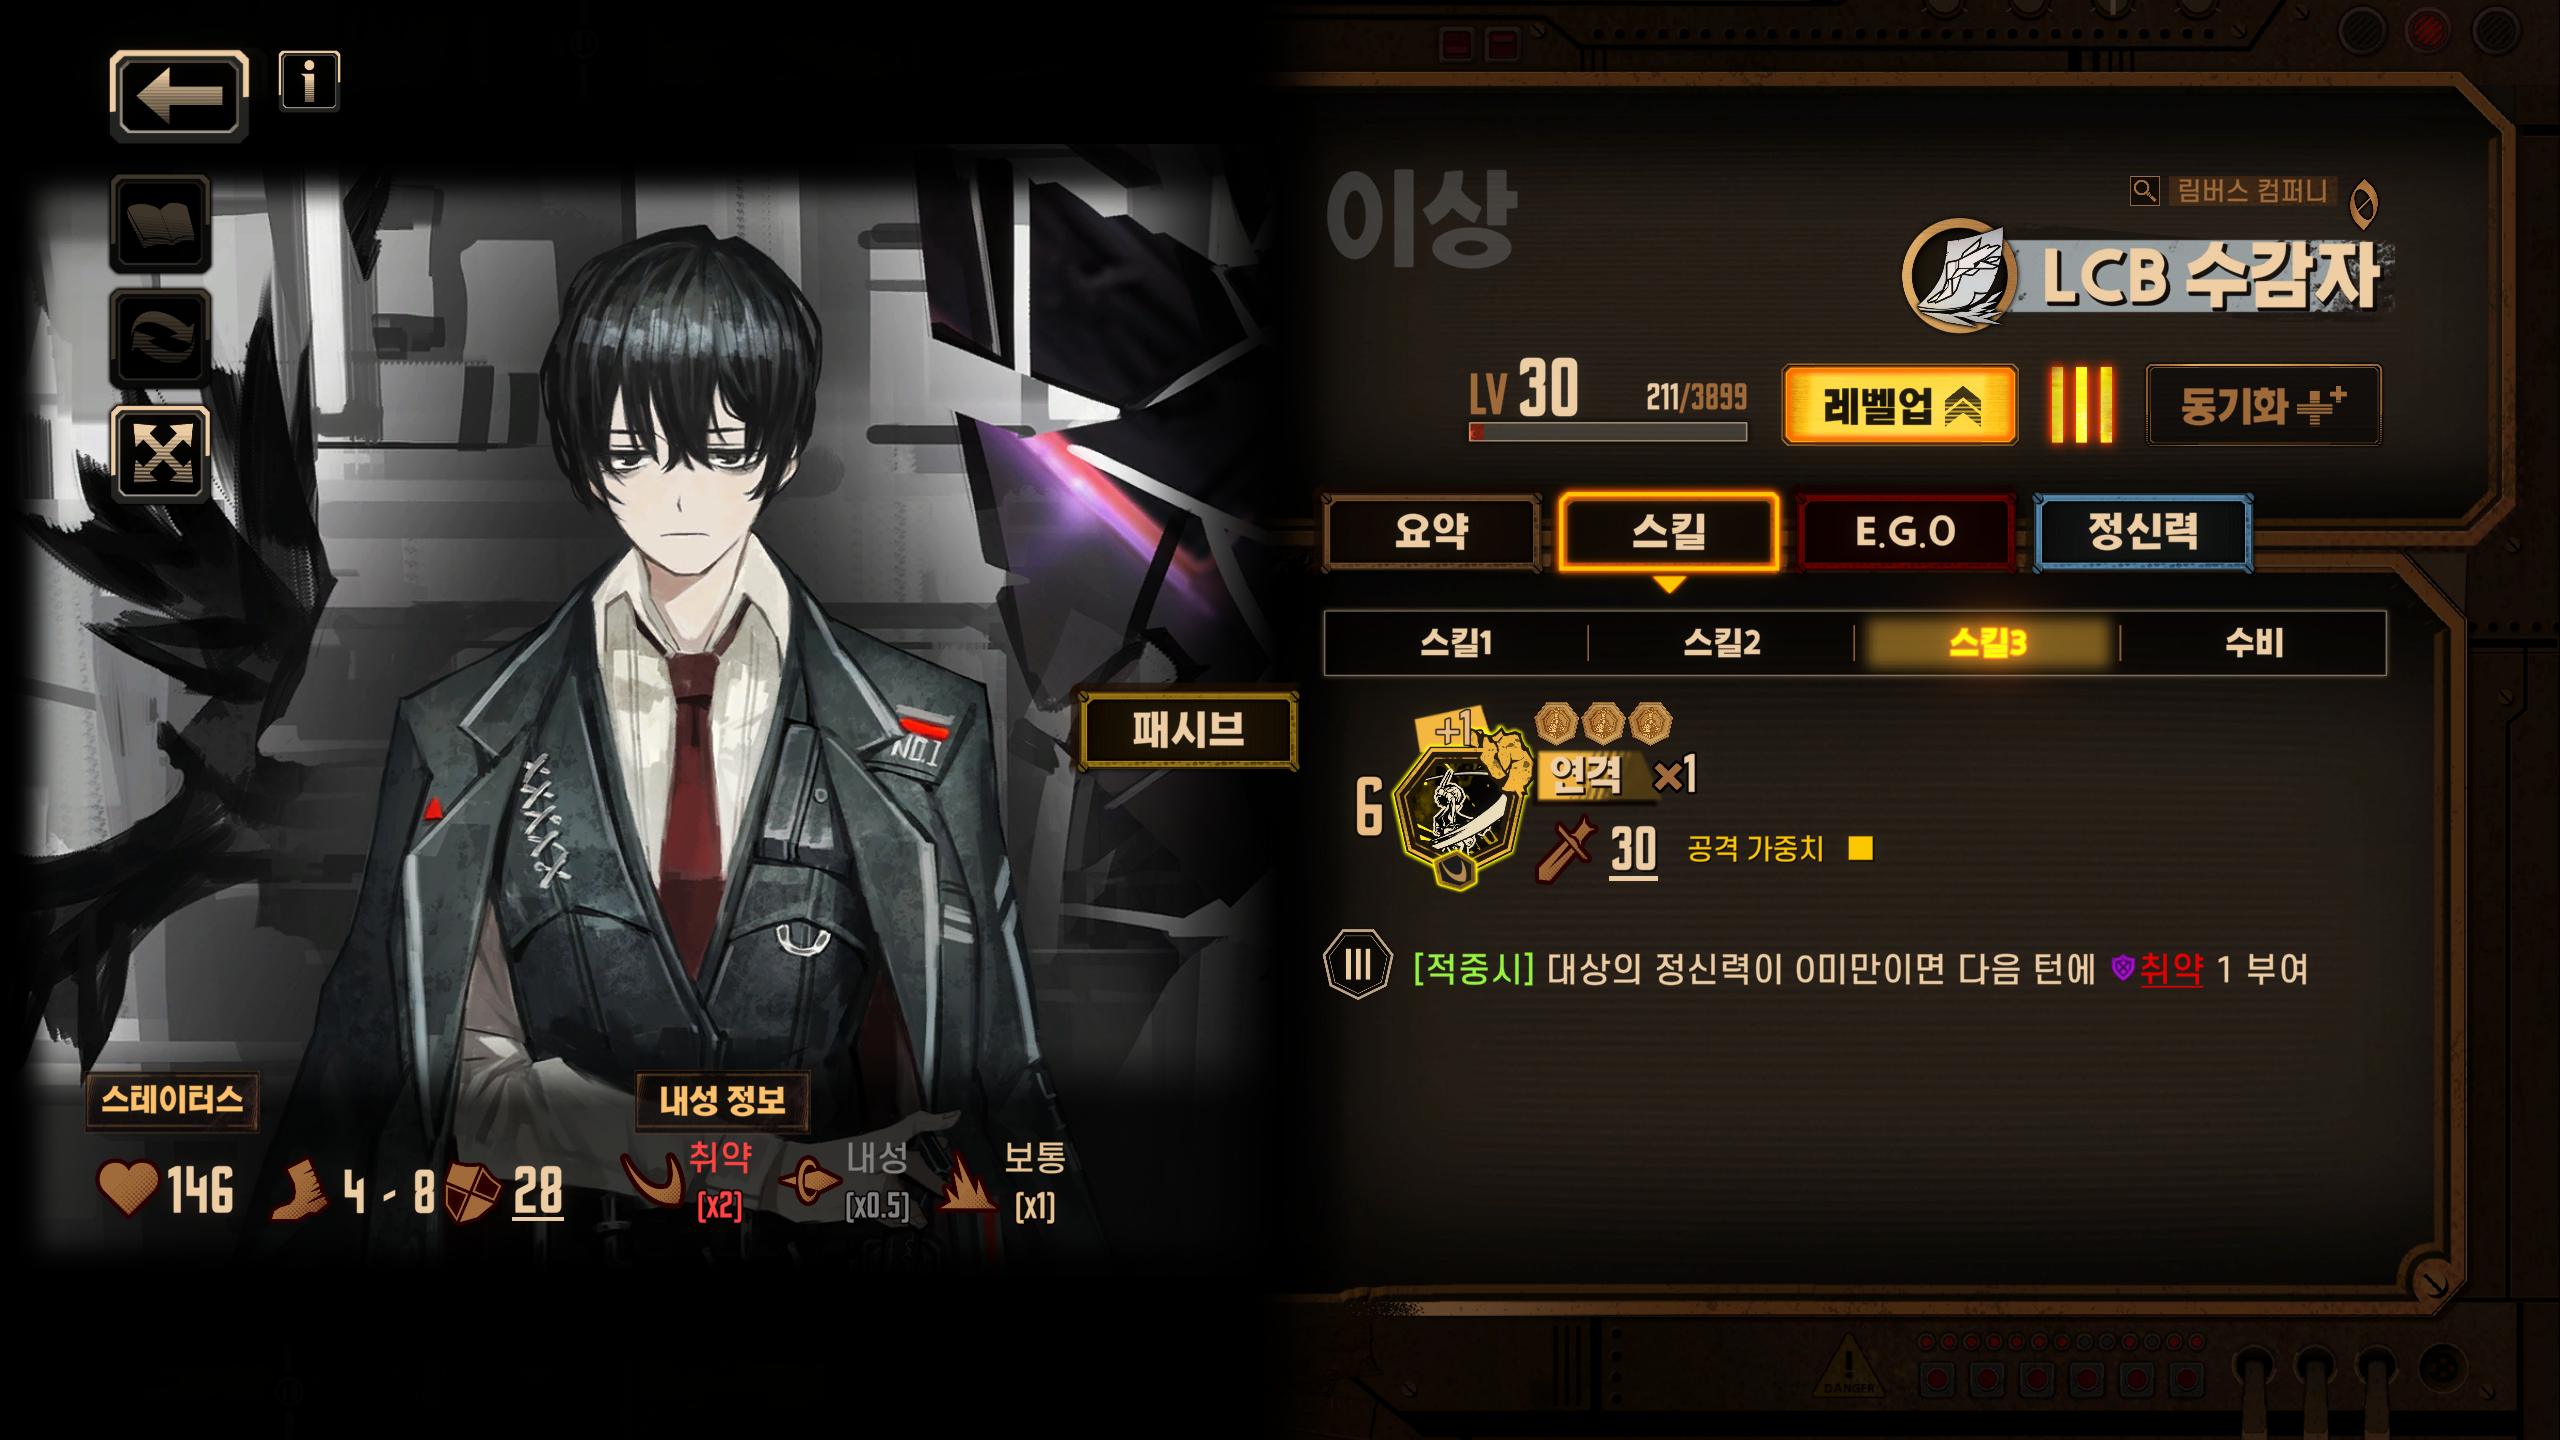 이상
림버스 컴퍼니
LCB 수감자
LV 30
211/3899
레벨업
동기화
요약
스킬
E.G.O
정신력
스킬1
스킬2
스킬3
수비
NO.1
패시브
+1
6
연격 ×1
30
공격 가중치
III
[적중시] 대상의 정신력이 0미만이면 다음 턴에 취약 1 부여
스테이터스
146
4 - 8
28
내성 정보
취약
[x2]
내성
[x0.5]
보통
[x1]
DANGER